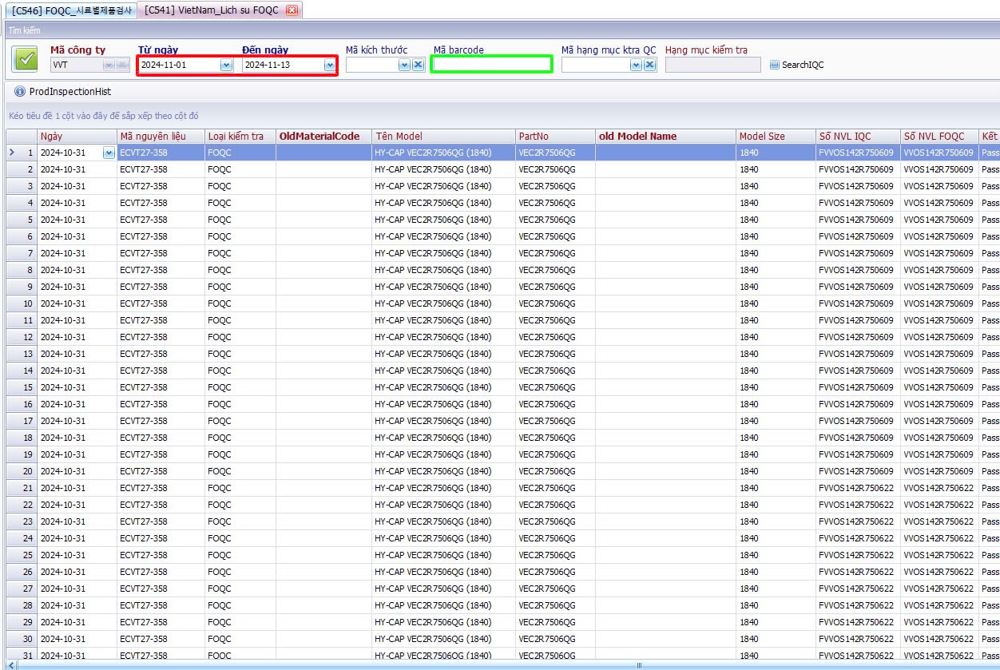 [C546] FOQC_시료별제품검사 [C541] VietNam_Lich su FOQC
Tìm kiếm
Mã công ty Từ ngày Đến ngày Mã kích thước Mã barcode Mã hạng mục ktra QC Hạng mục kiểm tra
VVT 2024-11-01 2024-11-13 SearchIQC
ProdInspectionHist
Kéo tiêu đề 1 cột vào đây để sắp xếp theo cột đó
Ngày Mã nguyên liệu Loại kiểm tra OldMaterialCode Tên Model PartNo old Model Name Model Size Số NVL IQC Số NVL FOQC Kết
1 2024-10-31 ECVT27-358 FOQC HY-CAP VEC2R7506QG (1840) VEC2R7506QG 1840 FVVOS142R750609 VVOS142R750609 Pass
2 2024-10-31 ECVT27-358 FOQC HY-CAP VEC2R7506QG (1840) VEC2R7506QG 1840 FVVOS142R750609 VVOS142R750609 Pass
3 2024-10-31 ECVT27-358 FOQC HY-CAP VEC2R7506QG (1840) VEC2R7506QG 1840 FVVOS142R750609 VVOS142R750609 Pass
4 2024-10-31 ECVT27-358 FOQC HY-CAP VEC2R7506QG (1840) VEC2R7506QG 1840 FVVOS142R750609 VVOS142R750609 Pass
5 2024-10-31 ECVT27-358 FOQC HY-CAP VEC2R7506QG (1840) VEC2R7506QG 1840 FVVOS142R750609 VVOS142R750609 Pass
6 2024-10-31 ECVT27-358 FOQC HY-CAP VEC2R7506QG (1840) VEC2R7506QG 1840 FVVOS142R750609 VVOS142R750609 Pass
7 2024-10-31 ECVT27-358 FOQC HY-CAP VEC2R7506QG (1840) VEC2R7506QG 1840 FVVOS142R750609 VVOS142R750609 Pass
8 2024-10-31 ECVT27-358 FOQC HY-CAP VEC2R7506QG (1840) VEC2R7506QG 1840 FVVOS142R750609 VVOS142R750609 Pass
9 2024-10-31 ECVT27-358 FOQC HY-CAP VEC2R7506QG (1840) VEC2R7506QG 1840 FVVOS142R750609 VVOS142R750609 Pass
10 2024-10-31 ECVT27-358 FOQC HY-CAP VEC2R7506QG (1840) VEC2R7506QG 1840 FVVOS142R750609 VVOS142R750609 Pass
11 2024-10-31 ECVT27-358 FOQC HY-CAP VEC2R7506QG (1840) VEC2R7506QG 1840 FVVOS142R750609 VVOS142R750609 Pass
12 2024-10-31 ECVT27-358 FOQC HY-CAP VEC2R7506QG (1840) VEC2R7506QG 1840 FVVOS142R750609 VVOS142R750609 Pass
13 2024-10-31 ECVT27-358 FOQC HY-CAP VEC2R7506QG (1840) VEC2R7506QG 1840 FVVOS142R750609 VVOS142R750609 Pass
14 2024-10-31 ECVT27-358 FOQC HY-CAP VEC2R7506QG (1840) VEC2R7506QG 1840 FVVOS142R750609 VVOS142R750609 Pass
15 2024-10-31 ECVT27-358 FOQC HY-CAP VEC2R7506QG (1840) VEC2R7506QG 1840 FVVOS142R750609 VVOS142R750609 Pass
16 2024-10-31 ECVT27-358 FOQC HY-CAP VEC2R7506QG (1840) VEC2R7506QG 1840 FVVOS142R750609 VVOS142R750609 Pass
17 2024-10-31 ECVT27-358 FOQC HY-CAP VEC2R7506QG (1840) VEC2R7506QG 1840 FVVOS142R750609 VVOS142R750609 Pass
18 2024-10-31 ECVT27-358 FOQC HY-CAP VEC2R7506QG (1840) VEC2R7506QG 1840 FVVOS142R750609 VVOS142R750609 Pass
19 2024-10-31 ECVT27-358 FOQC HY-CAP VEC2R7506QG (1840) VEC2R7506QG 1840 FVVOS142R750609 VVOS142R750609 Pass
20 2024-10-31 ECVT27-358 FOQC HY-CAP VEC2R7506QG (1840) VEC2R7506QG 1840 FVVOS142R750609 VVOS142R750609 Pass
21 2024-10-31 ECVT27-358 FOQC HY-CAP VEC2R7506QG (1840) VEC2R7506QG 1840 FVVOS142R750622 VVOS142R750622 Pass
22 2024-10-31 ECVT27-358 FOQC HY-CAP VEC2R7506QG (1840) VEC2R7506QG 1840 FVVOS142R750622 VVOS142R750622 Pass
23 2024-10-31 ECVT27-358 FOQC HY-CAP VEC2R7506QG (1840) VEC2R7506QG 1840 FVVOS142R750622 VVOS142R750622 Pass
24 2024-10-31 ECVT27-358 FOQC HY-CAP VEC2R7506QG (1840) VEC2R7506QG 1840 FVVOS142R750622 VVOS142R750622 Pass
25 2024-10-31 ECVT27-358 FOQC HY-CAP VEC2R7506QG (1840) VEC2R7506QG 1840 FVVOS142R750622 VVOS142R750622 Pass
26 2024-10-31 ECVT27-358 FOQC HY-CAP VEC2R7506QG (1840) VEC2R7506QG 1840 FVVOS142R750622 VVOS142R750622 Pass
27 2024-10-31 ECVT27-358 FOQC HY-CAP VEC2R7506QG (1840) VEC2R7506QG 1840 FVVOS142R750622 VVOS142R750622 Pass
28 2024-10-31 ECVT27-358 FOQC HY-CAP VEC2R7506QG (1840) VEC2R7506QG 1840 FVVOS142R750622 VVOS142R750622 Pass
29 2024-10-31 ECVT27-358 FOQC HY-CAP VEC2R7506QG (1840) VEC2R7506QG 1840 FVVOS142R750622 VVOS142R750622 Pass
30 2024-10-31 ECVT27-358 FOQC HY-CAP VEC2R7506QG (1840) VEC2R7506QG 1840 FVVOS142R750622 VVOS142R750622 Pass
31 2024-10-31 ECVT27-358 FOQC HY-CAP VEC2R7506QG (1840) VEC2R7506QG 1840 FVVOS142R750622 VVOS142R750622 Pass